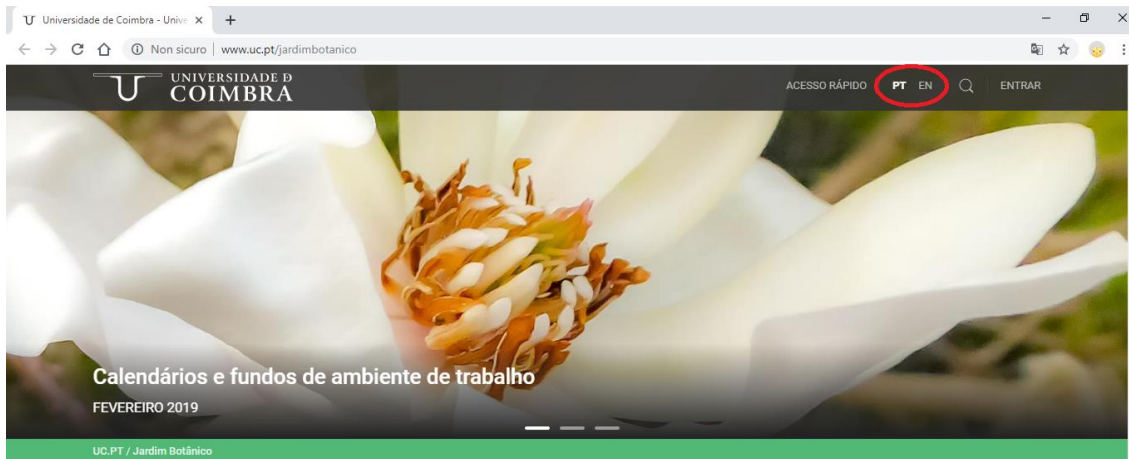 Universidade de Coimbra - Unive
Non sicuro | www.uc.pt/jardimbotanico
UNIVERSIDADE D
COIMBRA
ACESSO RÁPIDO PT EN ENTRAR
Calendários e fundos de ambiente de trabalho
FEVEREIRO 2019
UC.PT / Jardim Botânico